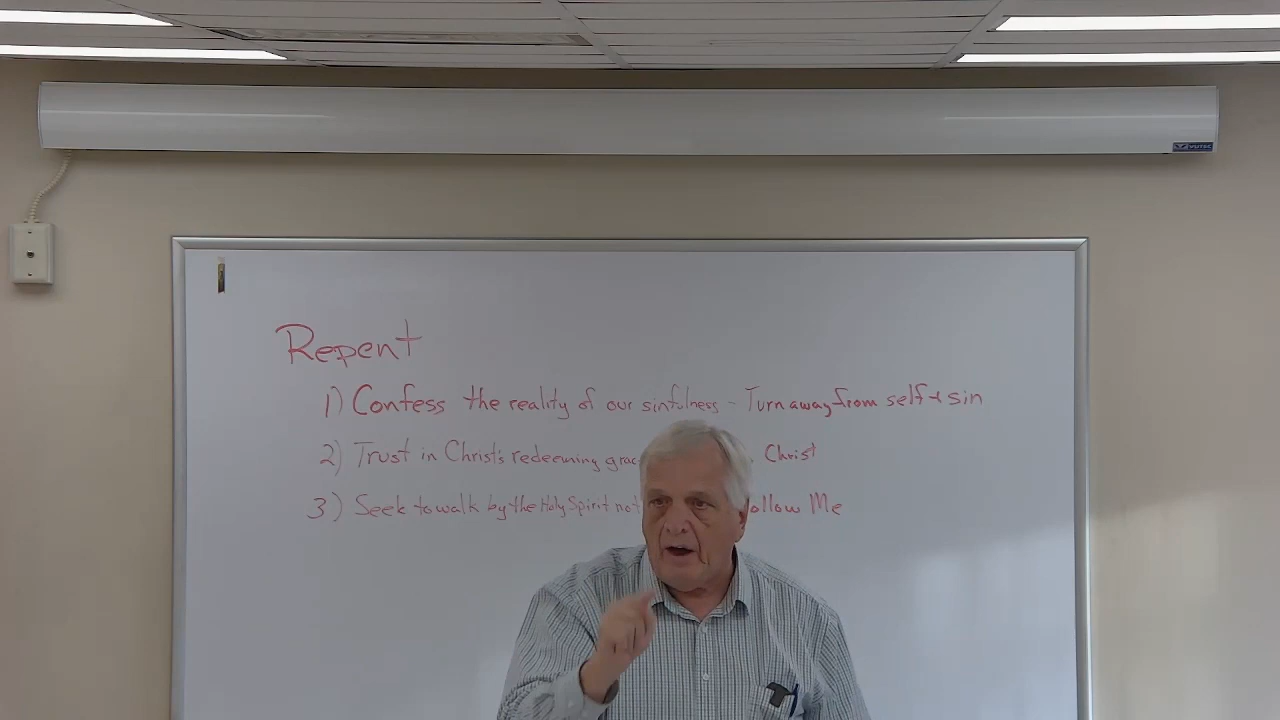 VUTEC
Repent
1) Confess the reality of our sinfulness - Turn away from self & sin
2) Trust in Christ's redeeming grac Christ
3) Seek to walk by the Holy Spirit not ollow Me